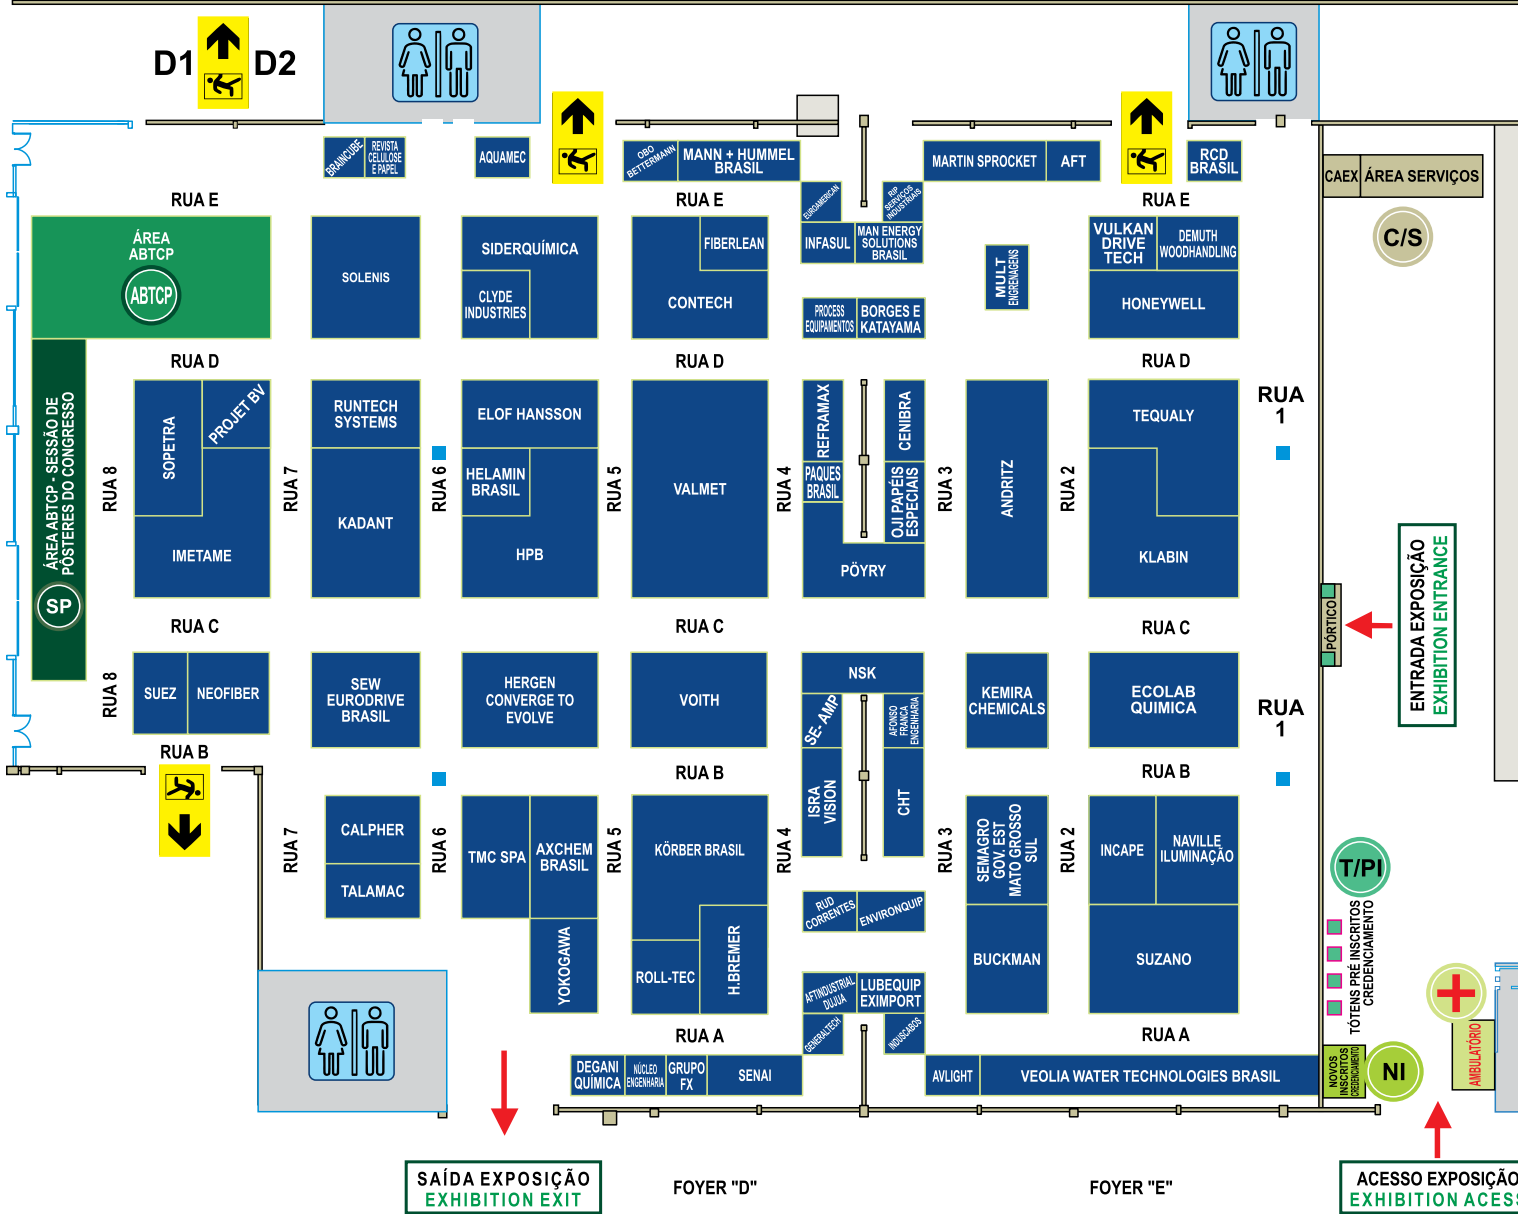 D1
D2
BRAINCUBE
REVISTA
CELULOSE
E PAPEL
AQUAMEC
OBO
BETTERMANN
MANN + HUMMEL
BRASIL
MARTIN SPROCKET
AFT
RCD
BRASIL
CAEX
ÁREA SERVIÇOS
RUA E
RUA E
RUA E
EUROAMERICAN
RIP
SERVIÇOS
INDUSTRIAIS
C/S
ÁREA
ABTCP
ABTCP
SOLENIS
SIDERQUÍMICA
CLYDE
INDUSTRIES
FIBERLEAN
CONTECH
INFASUL
MAN ENERGY
SOLUTIONS
BRASIL
MULT
ENGRENAGENS
VULKAN
DRIVE
TECH
DEMUTH
WOODHANDLING
HONEYWELL
PROCESS
EQUIPAMENTOS
BORGES E
KATAYAMA
RUA D
RUA D
RUA D
ÁREA ABTCP - SESSÃO DE
PÔSTERES DO CONGRESSO
SP
RUA 8
SOPETRA
PROJET BV
IMETAME
RUA 7
RUNTECH
SYSTEMS
KADANT
RUA 6
ELOF HANSSON
HELAMIN
BRASIL
HPB
RUA 5
VALMET
RUA 4
REFRAMAX
PAQUES
BRASIL
CENIBRA
OJI PAPÉIS
ESPECIAIS
PÖYRY
RUA 3
ANDRITZ
RUA 2
TEQUALY
KLABIN
RUA
1
ENTRADA EXPOSIÇÃO
EXHIBITION ENTRANCE
PÓRTICO
RUA C
RUA C
RUA C
RUA 8
SUEZ
NEOFIBER
SEW
EURODRIVE
BRASIL
HERGEN
CONVERGE TO
EVOLVE
VOITH
NSK
SE- AMP
AFONSO
FRANÇA
ENGENHARIA
KEMIRA
CHEMICALS
ECOLAB
QUIMICA
RUA
1
RUA B
RUA B
RUA B
ISRA
VISION
CHT
RUA 7
CALPHER
TALAMAC
RUA 6
TMC SPA
AXCHEM
BRASIL
YOKOGAWA
RUA 5
KÖRBER BRASIL
ROLL-TEC
H.BREMER
RUA 4
RUD
CORRENTES
ENVIRONQUIP
RUA 3
SEMAGRO
GOV. EST
MATO GROSSO
SUL
BUCKMAN
RUA 2
INCAPE
NAVILLE
ILUMINAÇÃO
SUZANO
T/PI
TÓTENS PRÉ INSCRITOS
CREDENCIAMENTO
AFTINDUSTRIAL
DUJUA
LUBEQUIP
EXIMPORT
GENERALTECH
INDUSCABOS
RUA A
RUA A
DEGANI
QUÍMICA
NÚCLEO
ENGENHARIA
GRUPO
FX
SENAI
AVLIGHT
VEOLIA WATER TECHNOLOGIES BRASIL
NOVOS
INSCRITOS
CREDENCIAMENTO
NI
AMBULATÓRIO
SAÍDA EXPOSIÇÃO
EXHIBITION EXIT
FOYER "D"
FOYER "E"
ACESSO EXPOSIÇÃO
EXHIBITION ACESS